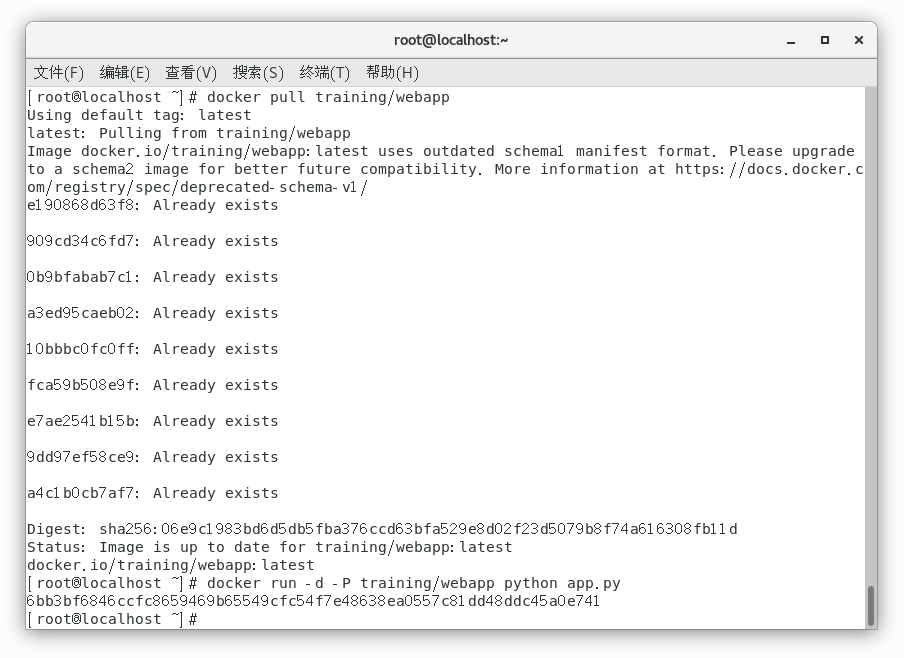 root@localhost:~
文件(F) 编辑(E) 查看(V) 搜索(S) 终端(T) 帮助(H)
[root@localhost ~]# docker pull training/webapp
Using default tag: latest
latest: Pulling from training/webapp
Image docker.io/training/webapp:latest uses outdated schema1 manifest format. Please upgrade
to a schema2 image for better future compatibility. More information at https://docs.docker.c
om/registry/spec/deprecated-schema-v1/
e190868d63f8: Already exists
909cd34c6fd7: Already exists
0b9bfabab7c1: Already exists
a3ed95caeb02: Already exists
10bbbc0fc0ff: Already exists
fca59b508e9f: Already exists
e7ae2541b15b: Already exists
9dd97ef58ce9: Already exists
a4c1b0cb7af7: Already exists
Digest: sha256:06e9c1983bd6d5db5fba376ccd63bfa529e8d02f23d5079b8f74a616308fb11d
Status: Image is up to date for training/webapp:latest
docker.io/training/webapp:latest
[root@localhost ~]# docker run -d -P training/webapp python app.py
6bb3bf6846ccfc8659469b65549cfc54f7e48638ea0557c81dd48ddc45a0e741
[root@localhost ~]#